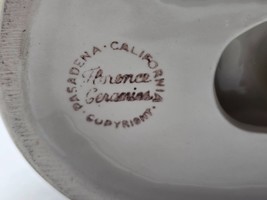 PASADENA · CALIFORNIA
Florence
Ceramics
· COPYRIGHT ·